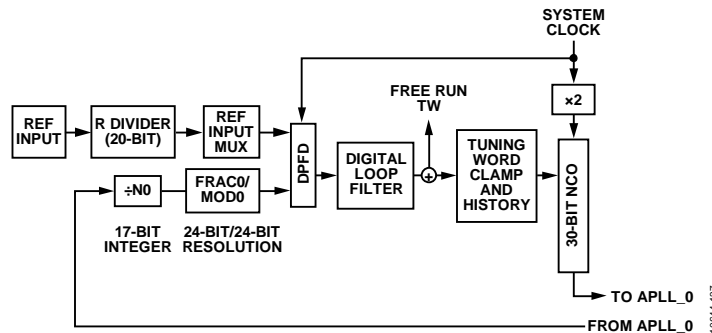 SYSTEM
CLOCK
FREE RUN
TW
×2
REF
INPUT
R DIVIDER
(20-BIT)
REF
INPUT
MUX
DPFD
DIGITAL
LOOP
FILTER
+
TUNING
WORD
CLAMP
AND
HISTORY
30-BIT NCO
÷N0
FRAC0/
MOD0
17-BIT
INTEGER
24-BIT/24-BIT
RESOLUTION
TO APLL_0
FROM APLL_0